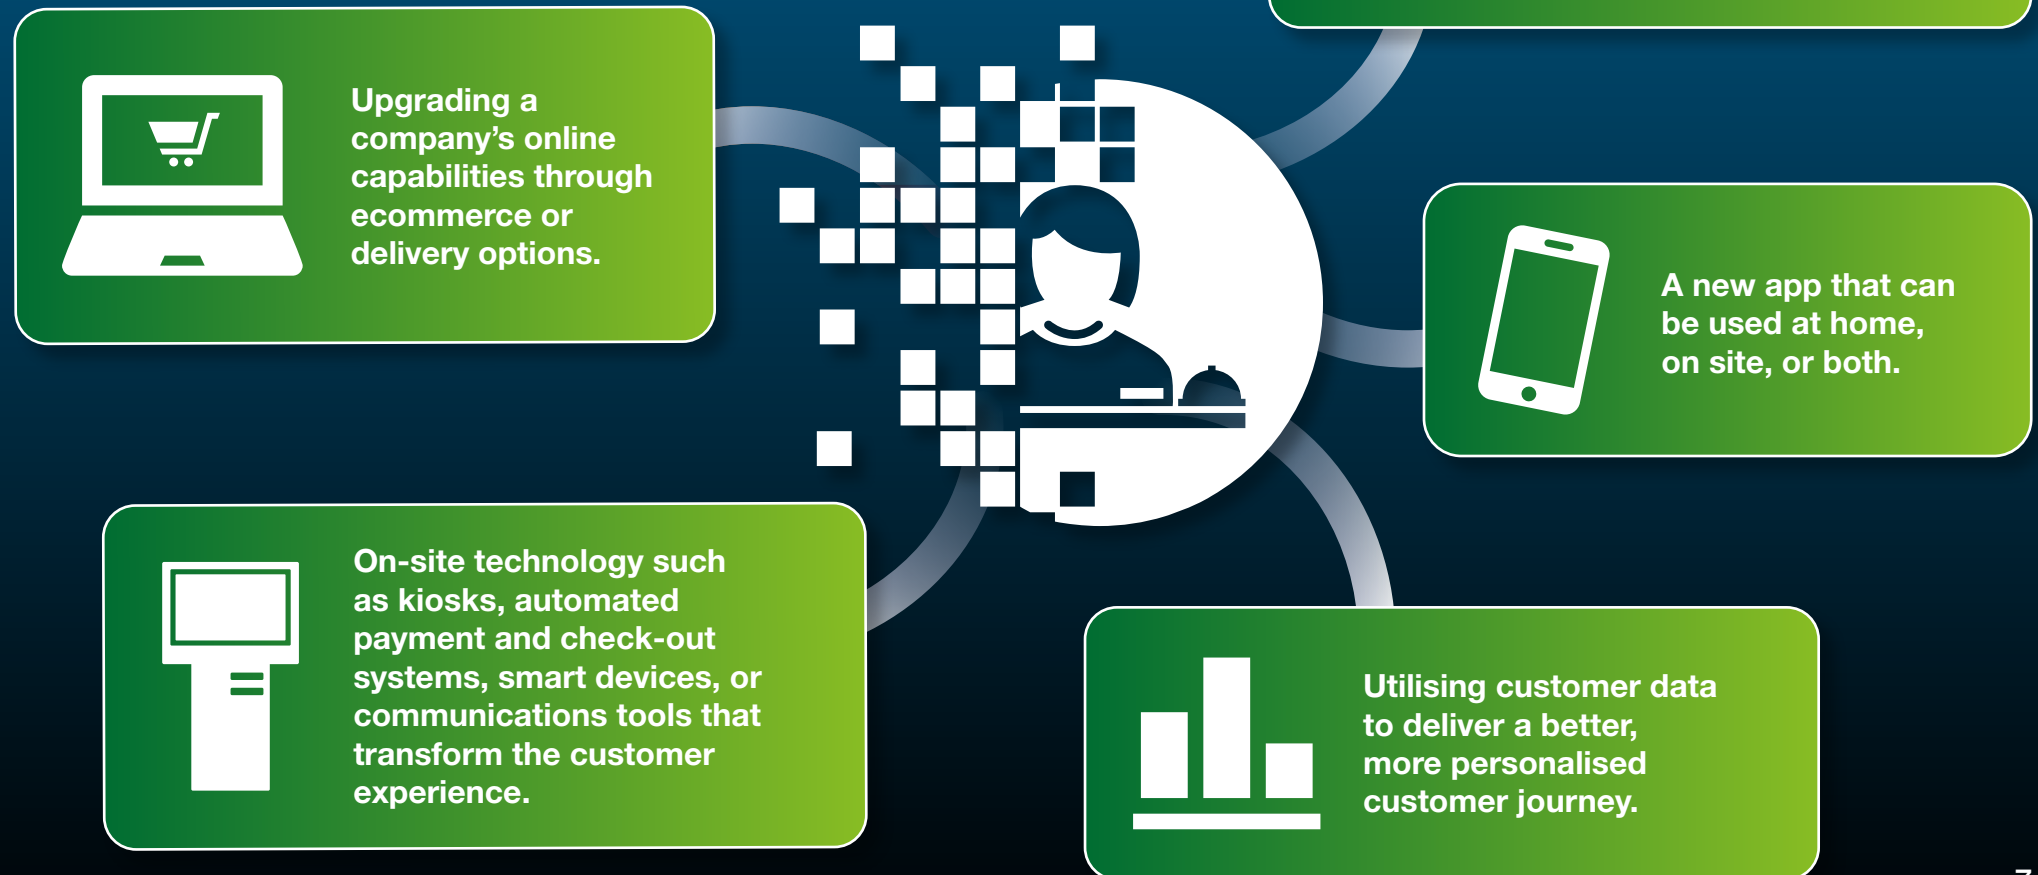 Upgrading a
company's online
capabilities through
ecommerce or
delivery options.
A new app that can
be used at home,
on site, or both.
On-site technology such
as kiosks, automated
payment and check-out
systems, smart devices, or
communications tools that
transform the customer
experience.
Utilising customer data
to deliver a better,
more personalised
customer journey.